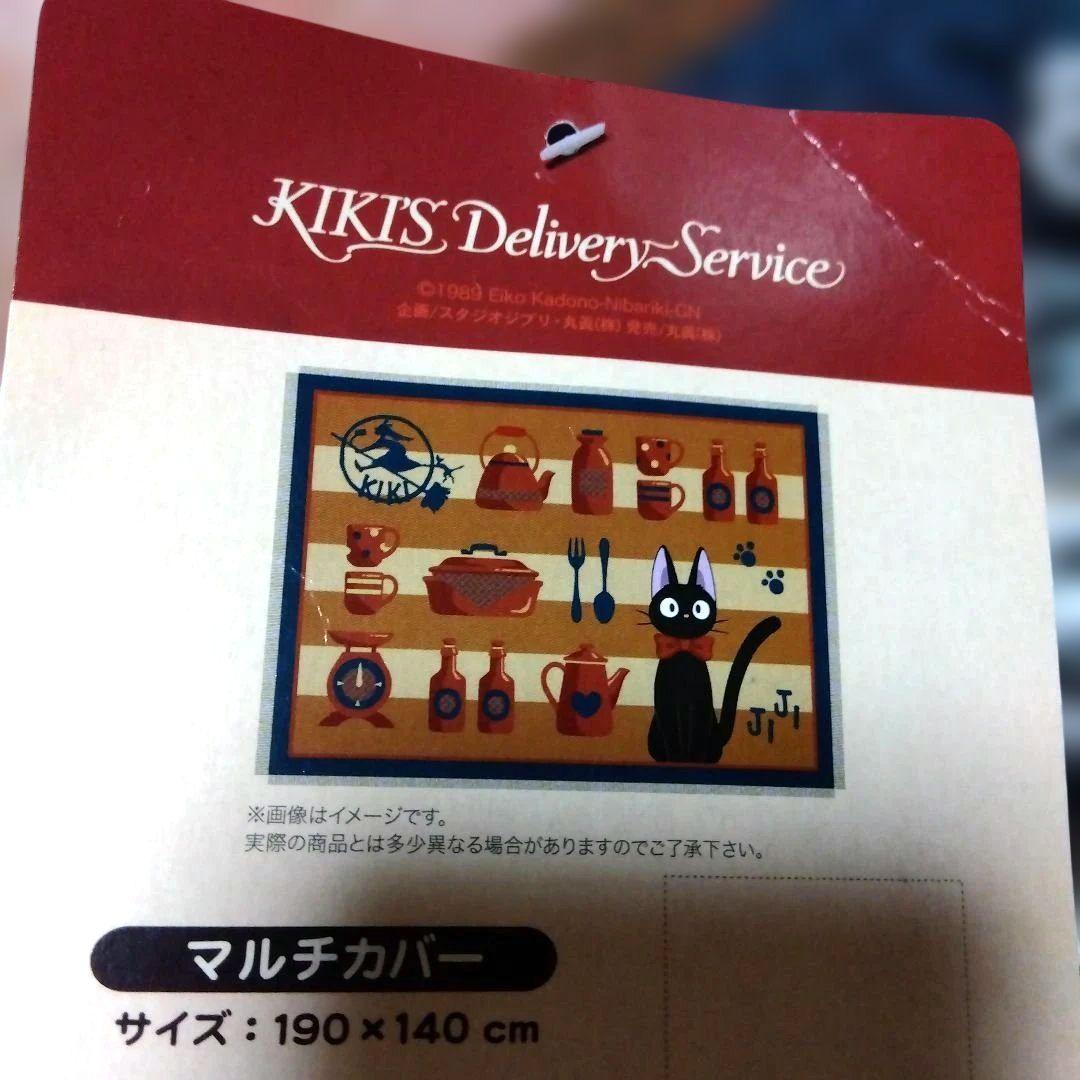 KIKI'S Delivery Service
©1989 Eiko Kadono-Nibariki-GN
企画/スタジオジブリ・丸眞(株) 発売/丸眞(株)
KIKI
JIJI
※画像はイメージです。
実際の商品とは多少異なる場合がありますのでご了承下さい。
マルチカバー
サイズ：190×140 cm